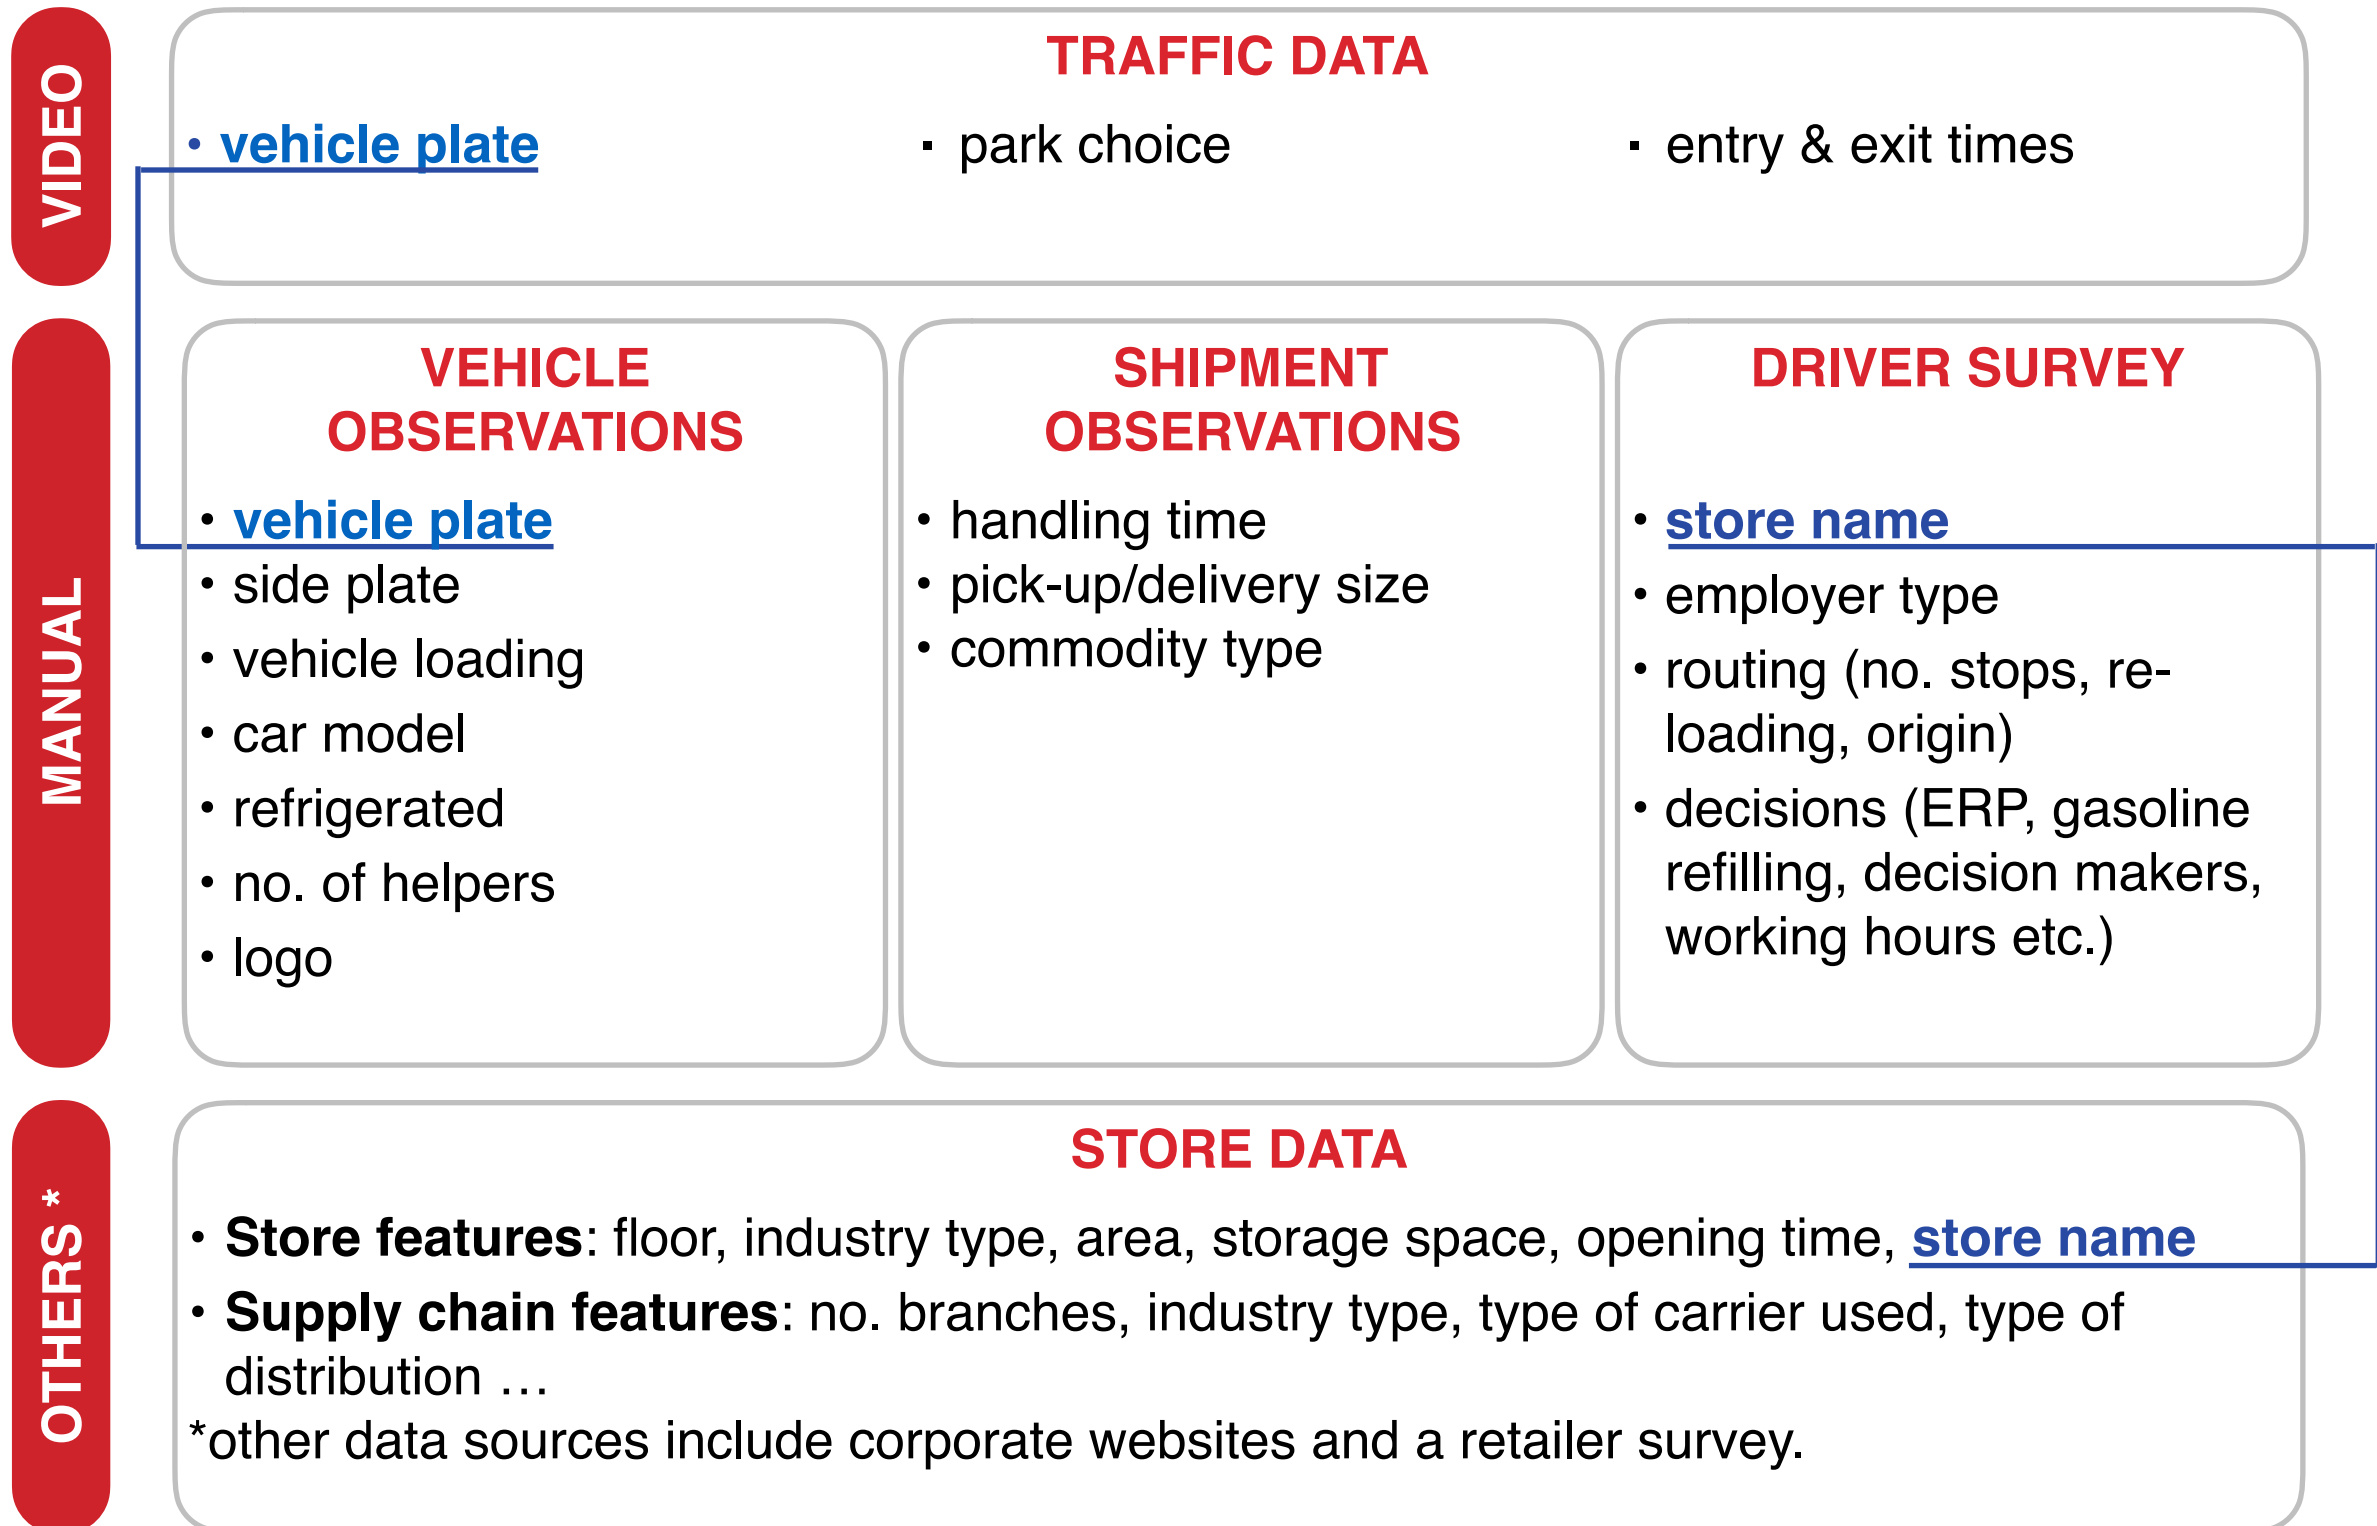 VIDEO
TRAFFIC DATA
• vehicle plate
▪ park choice
▪ entry & exit times
MANUAL
VEHICLE
OBSERVATIONS
• vehicle plate
• side plate
• vehicle loading
• car model
• refrigerated
• no. of helpers
• logo
SHIPMENT
OBSERVATIONS
• handling time
• pick-up/delivery size
• commodity type
DRIVER SURVEY
• store name
• employer type
• routing (no. stops, re-
loading, origin)
• decisions (ERP, gasoline
refilling, decision makers,
working hours etc.)
OTHERS *
STORE DATA
• Store features: floor, industry type, area, storage space, opening time, store name
• Supply chain features: no. branches, industry type, type of carrier used, type of
distribution …
*other data sources include corporate websites and a retailer survey.